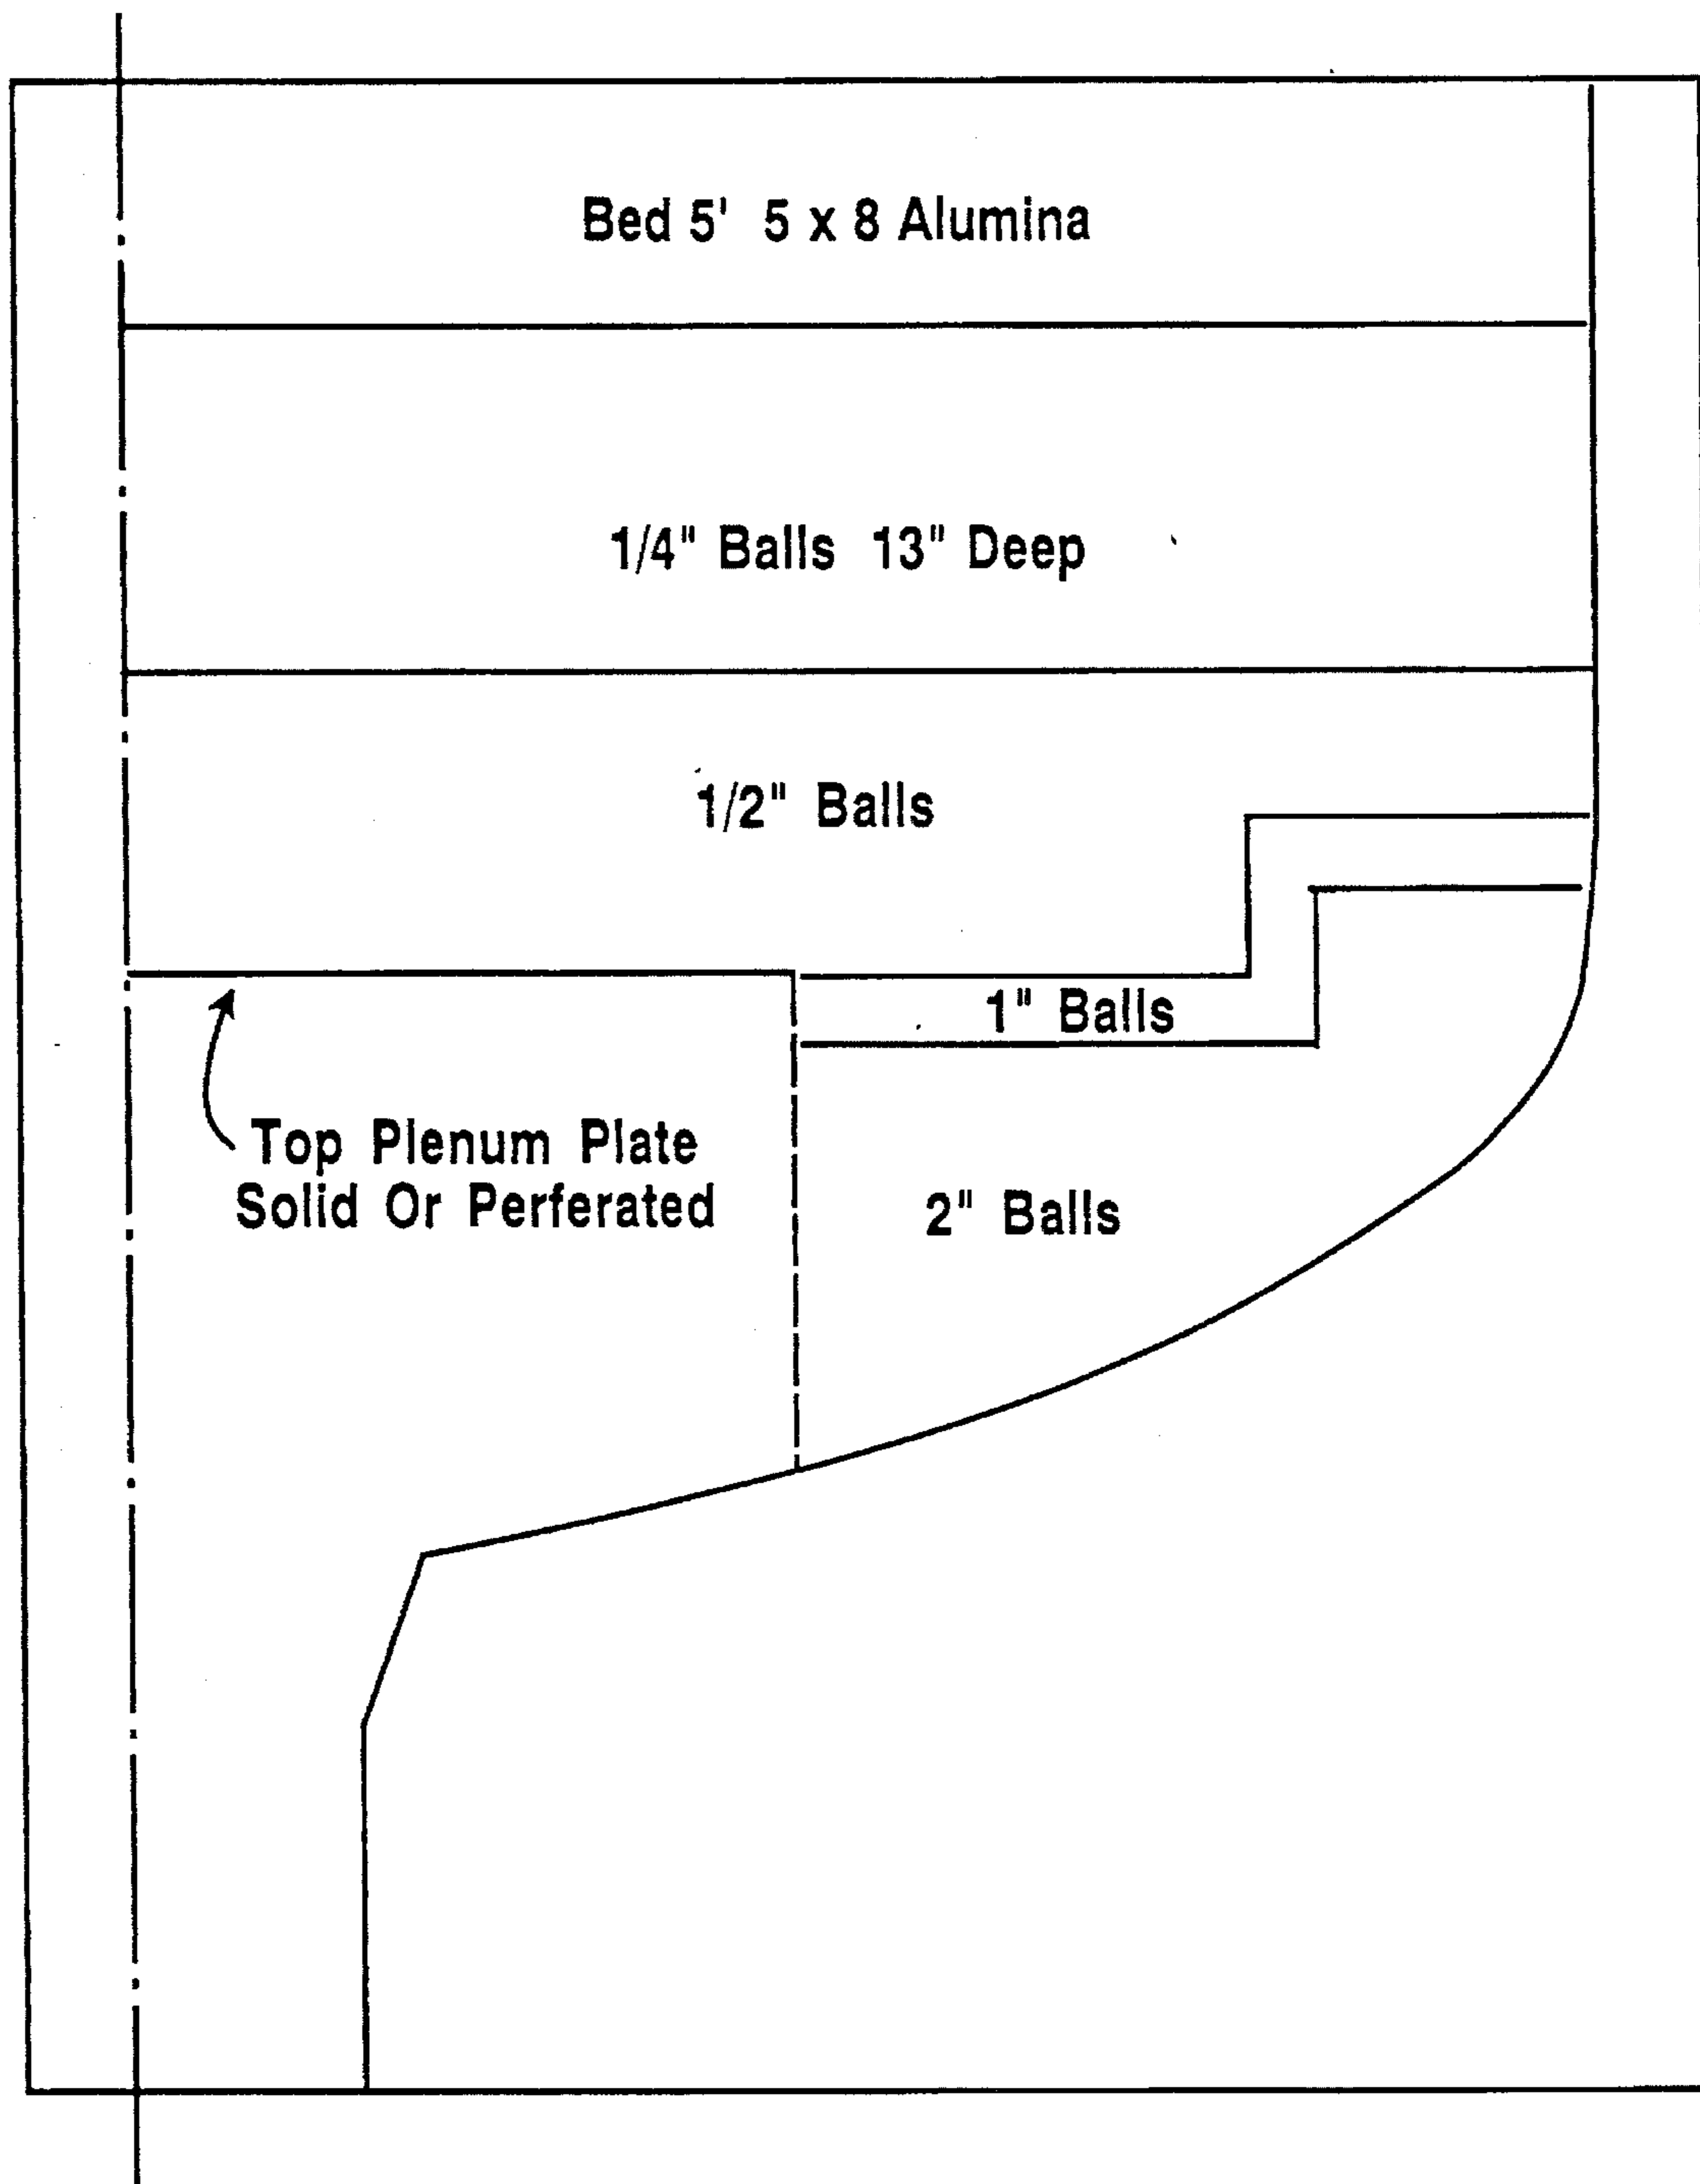 Bed 5' 5 x 8 Alumina
1/4" Balls 13" Deep
1/2" Balls
1" Balls
Top Plenum Plate
Solid Or Perferated
2" Balls